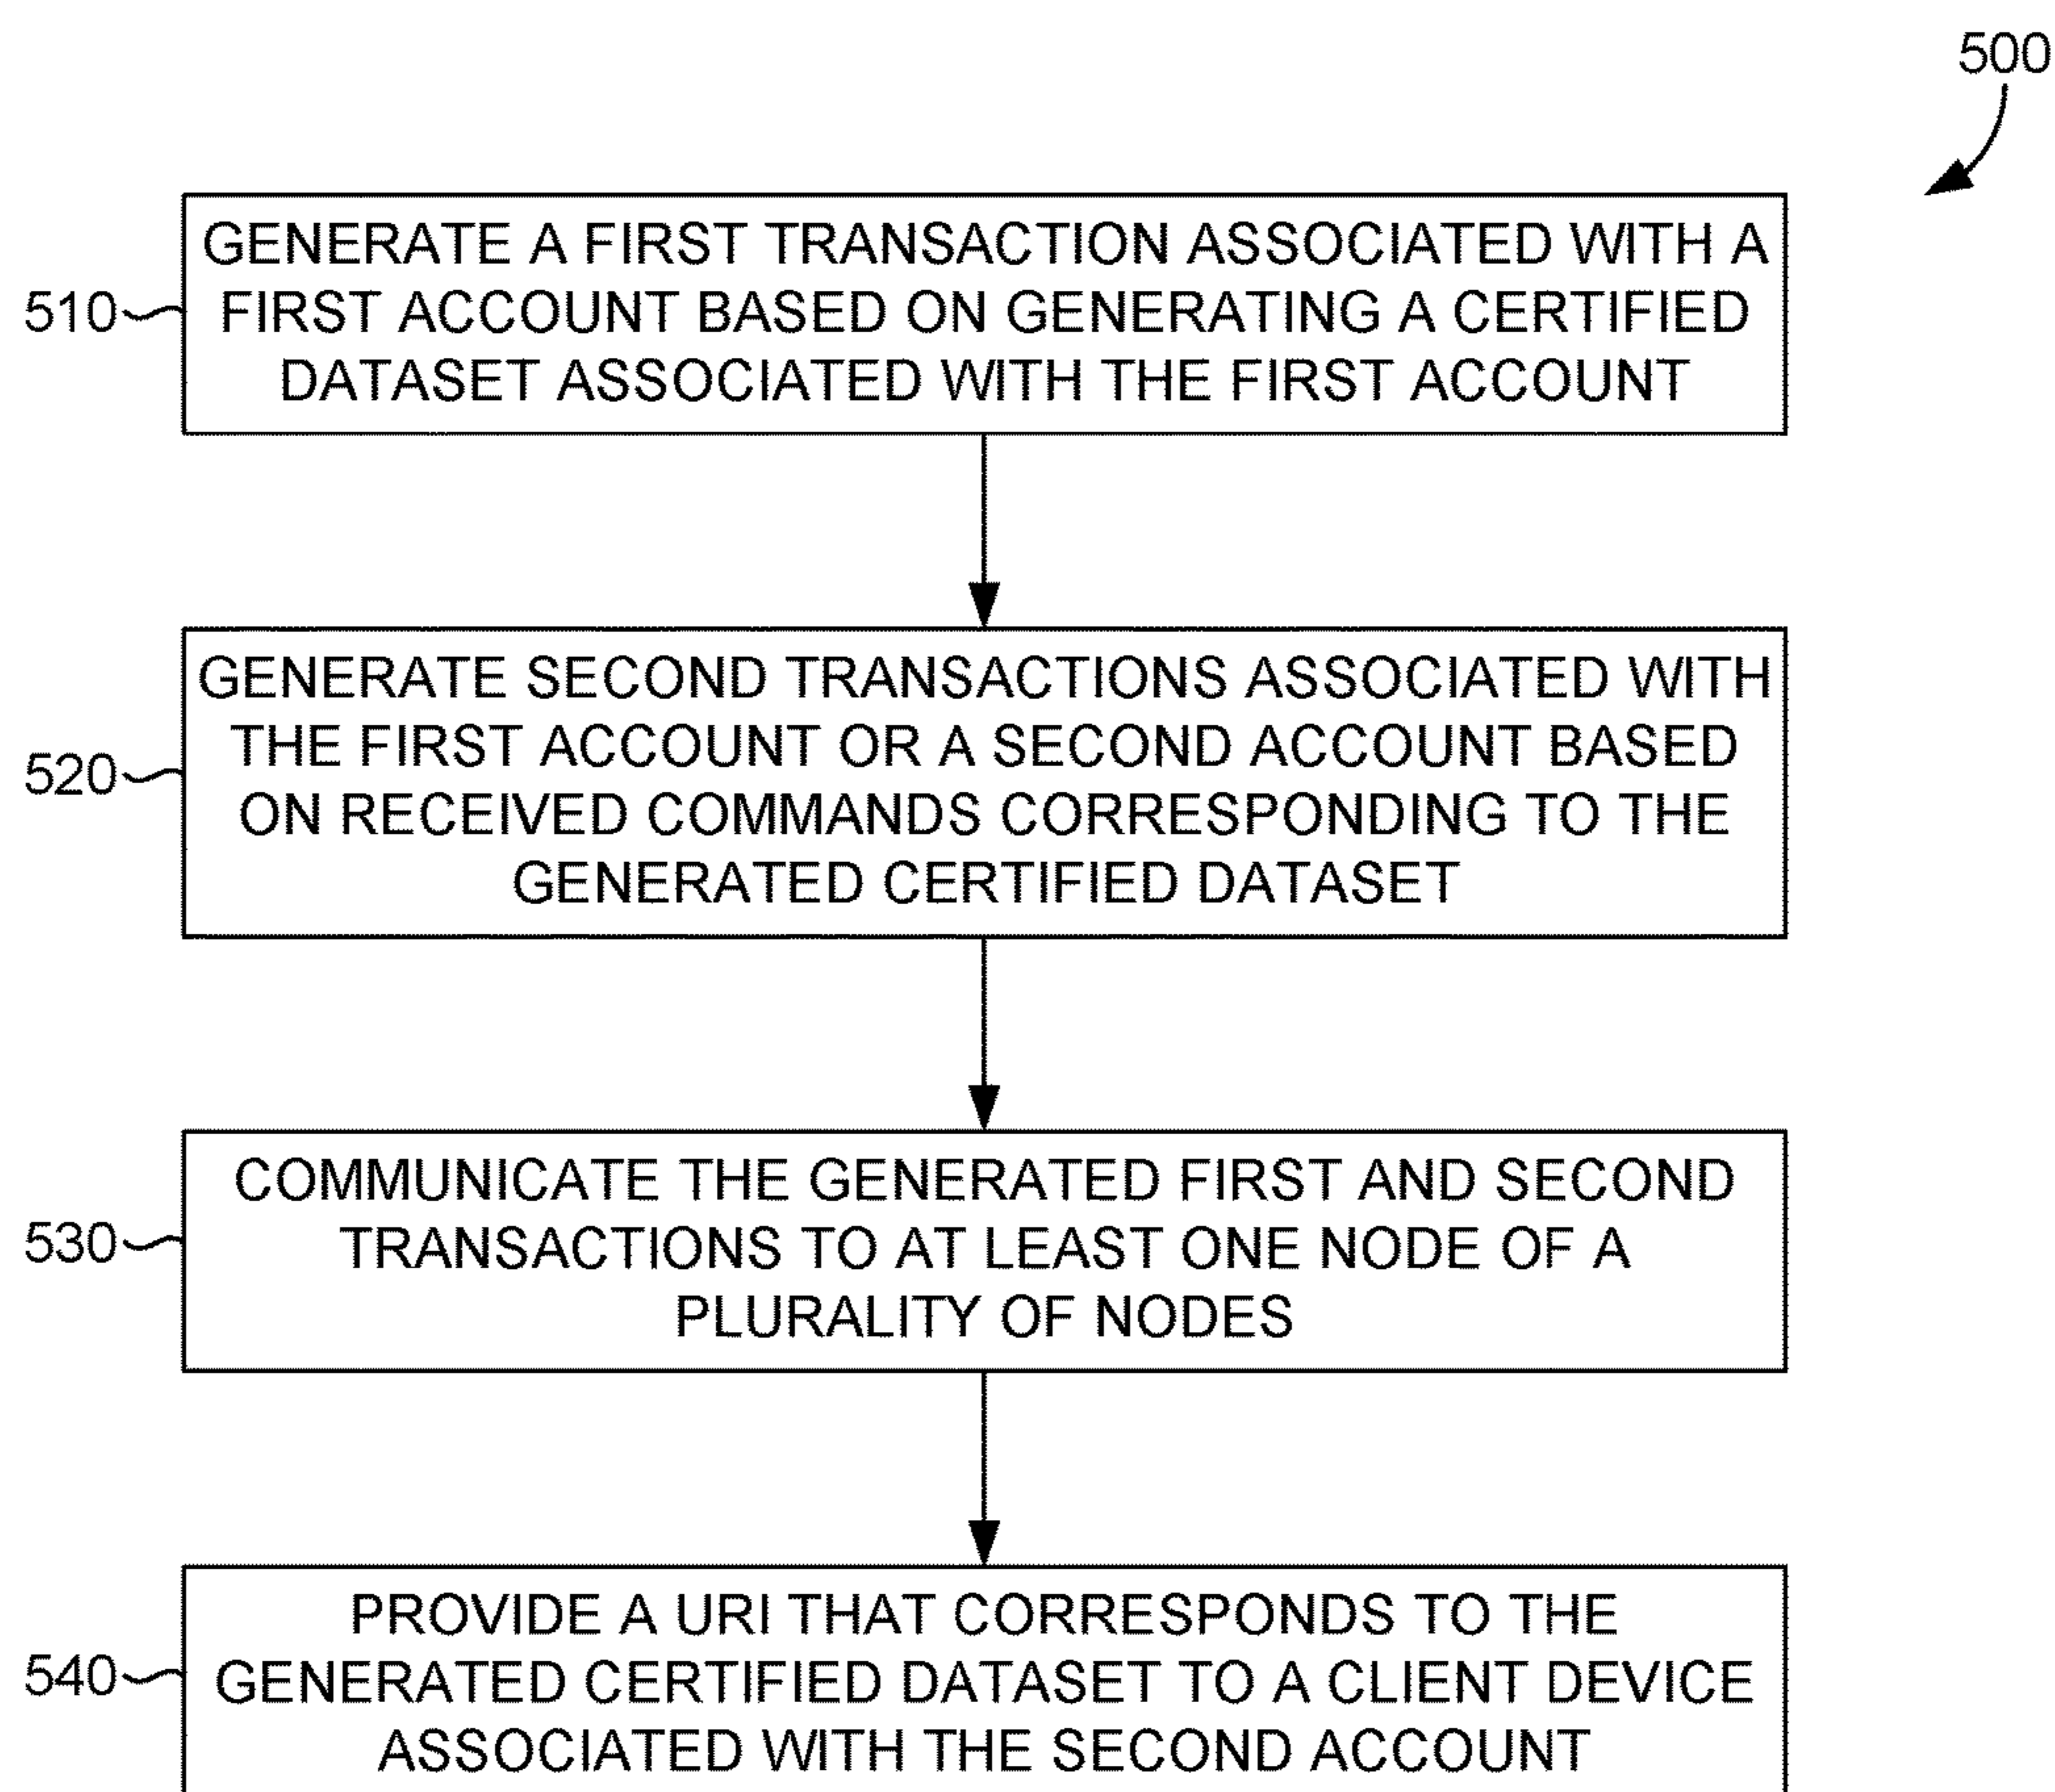 500
510
GENERATE A FIRST TRANSACTION ASSOCIATED WITH A
FIRST ACCOUNT BASED ON GENERATING A CERTIFIED
DATASET ASSOCIATED WITH THE FIRST ACCOUNT
520
GENERATE SECOND TRANSACTIONS ASSOCIATED WITH
THE FIRST ACCOUNT OR A SECOND ACCOUNT BASED
ON RECEIVED COMMANDS CORRESPONDING TO THE
GENERATED CERTIFIED DATASET
530
COMMUNICATE THE GENERATED FIRST AND SECOND
TRANSACTIONS TO AT LEAST ONE NODE OF A
PLURALITY OF NODES
540
PROVIDE A URI THAT CORRESPONDS TO THE
GENERATED CERTIFIED DATASET TO A CLIENT DEVICE
ASSOCIATED WITH THE SECOND ACCOUNT